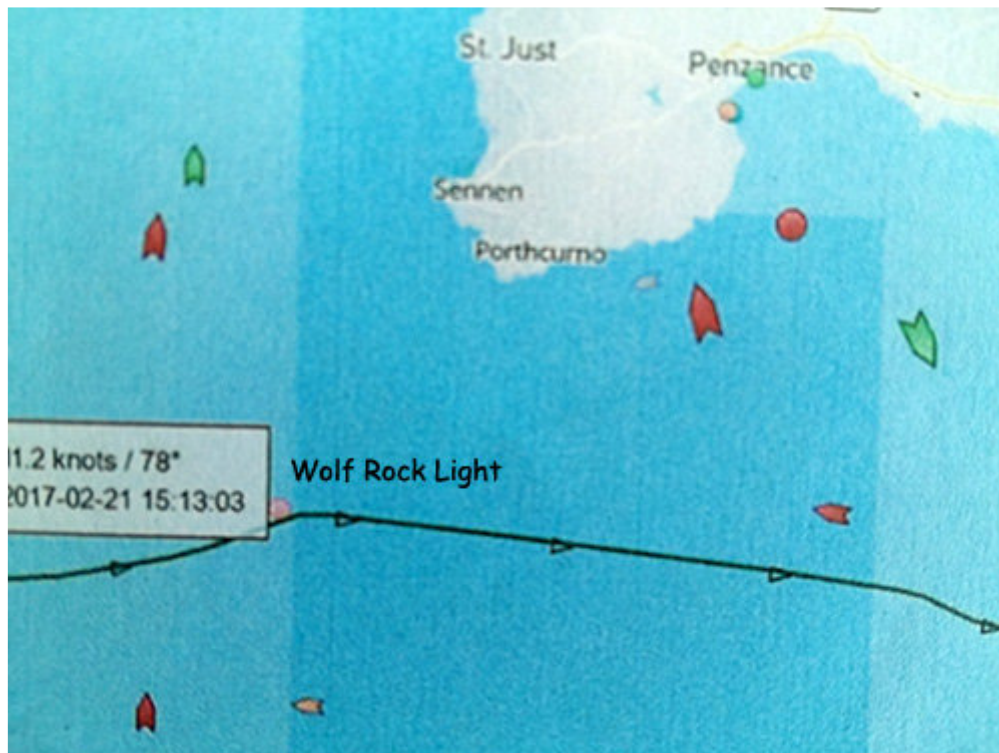 St. Just
Penzance
Sennen
Porthcurno
1.2 knots / 78°
2017-02-21 15:13:03
Wolf Rock Light